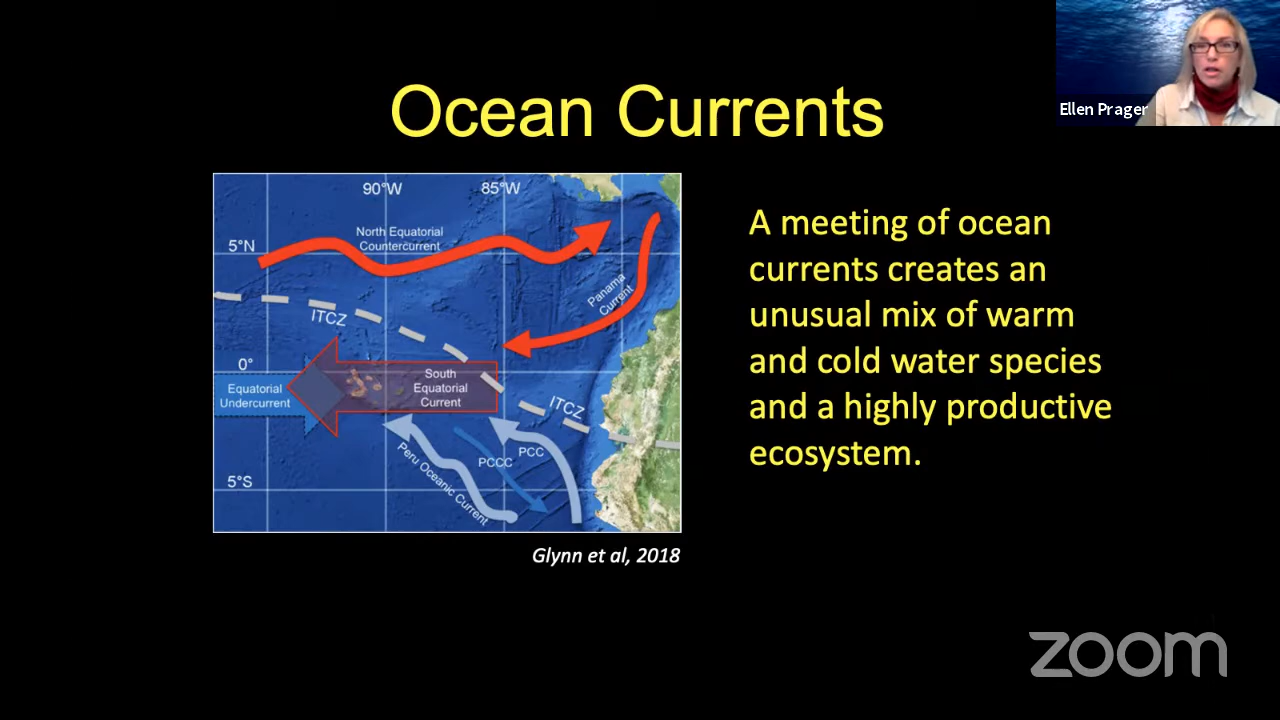 Ocean Currents
Ellen Prager
90°W
85°W
5°N
North Equatorial
Countercurrent
Panama
Current
ITCZ
0°
Equatorial
Undercurrent
South
Equatorial
Current
ITCZ
Peru Oceanic Current
PCCC
PCC
5°S
Glynn et al, 2018
A meeting of ocean
currents creates an
unusual mix of warm
and cold water species
and a highly productive
ecosystem.
zoom